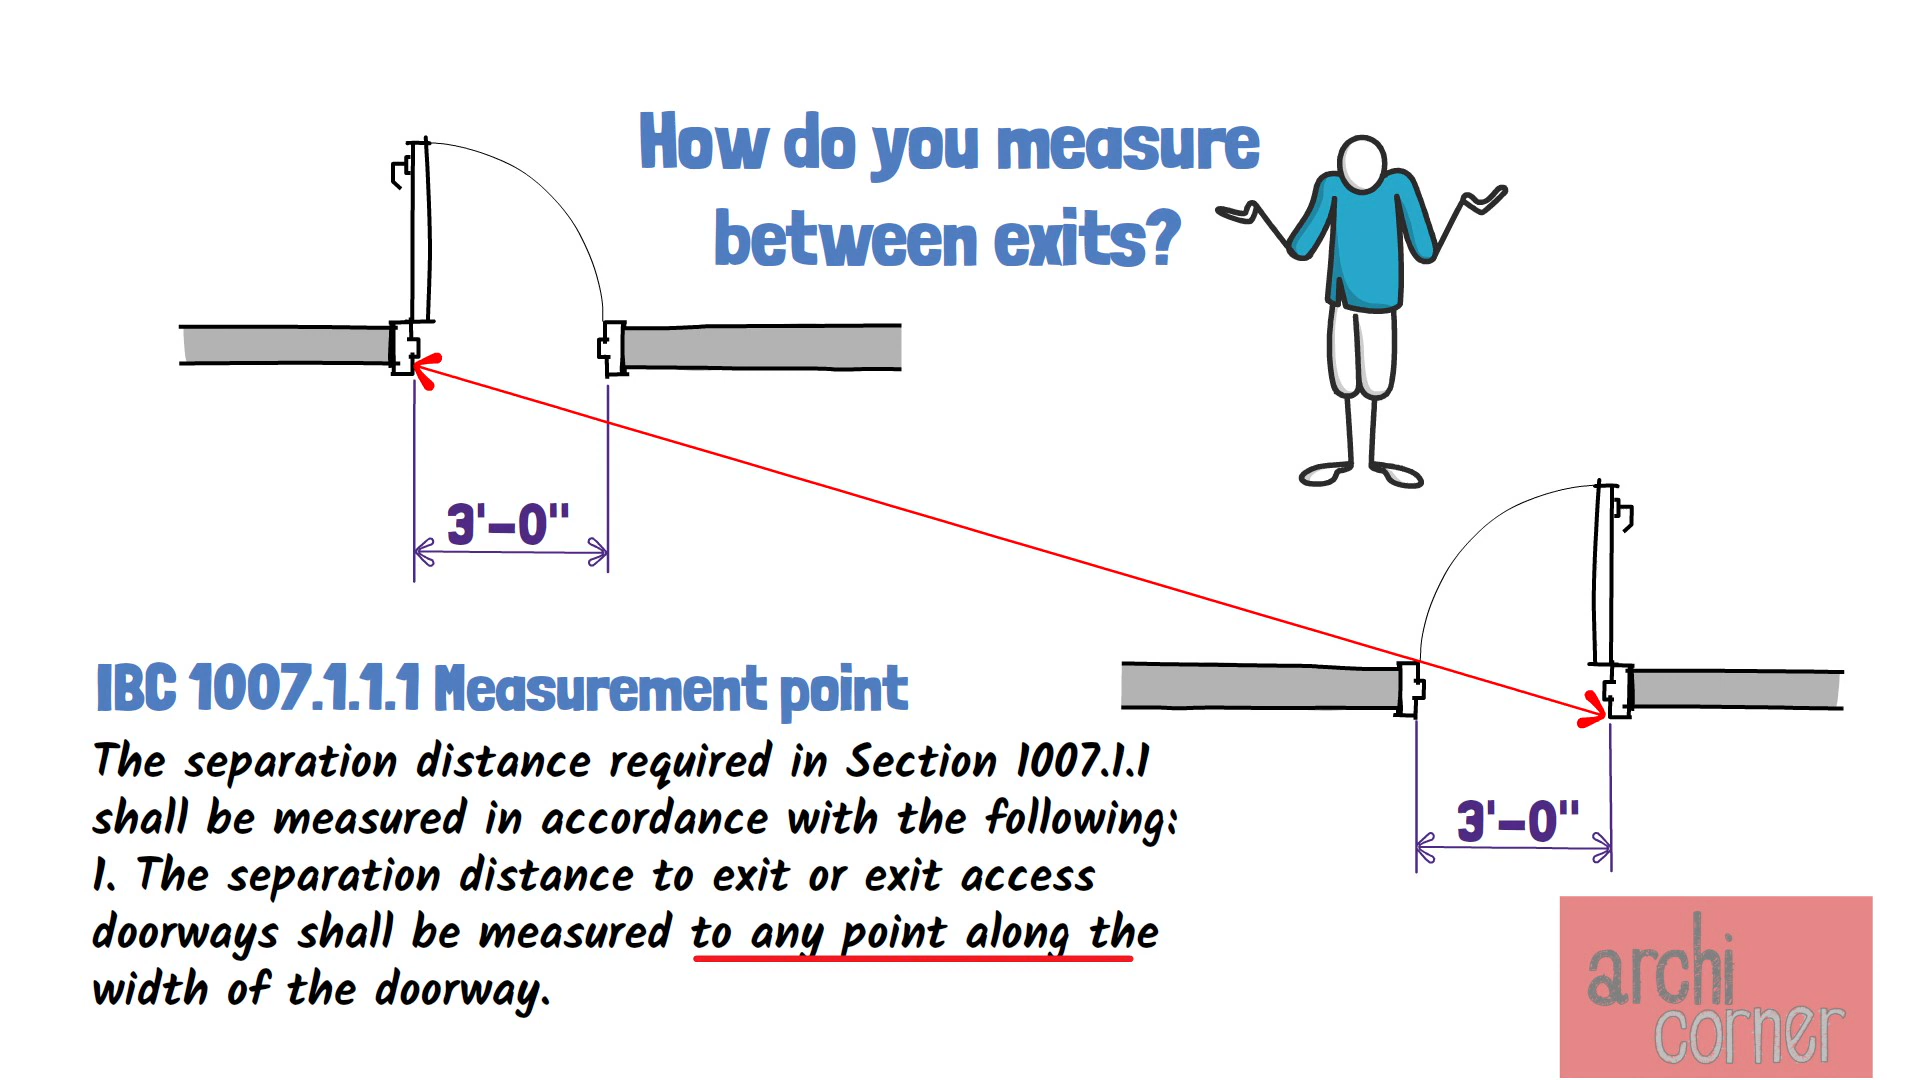 How do you measure
between exits?
3'-0"
IBC 1007.1.1.1 Measurement point
The separation distance required in Section 1007.1.1
shall be measured in accordance with the following:
1. The separation distance to exit or exit access
doorways shall be measured to any point along the
width of the doorway.
3'-0"
archi
corner